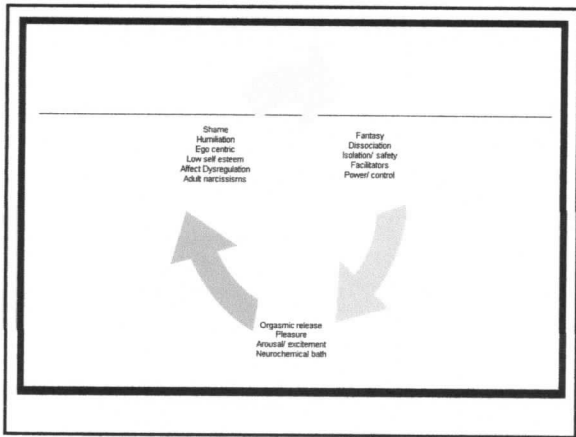 Shame
Humiliation
Ego centric
Low self esteem
Affect Dysregulation
Adult narcissisms
Fantasy
Dissociation
Isolation/ safety
Facilitators
Power/ control
Orgasmic release
Pleasure
Arousal/ excitement
Neurochemical bath